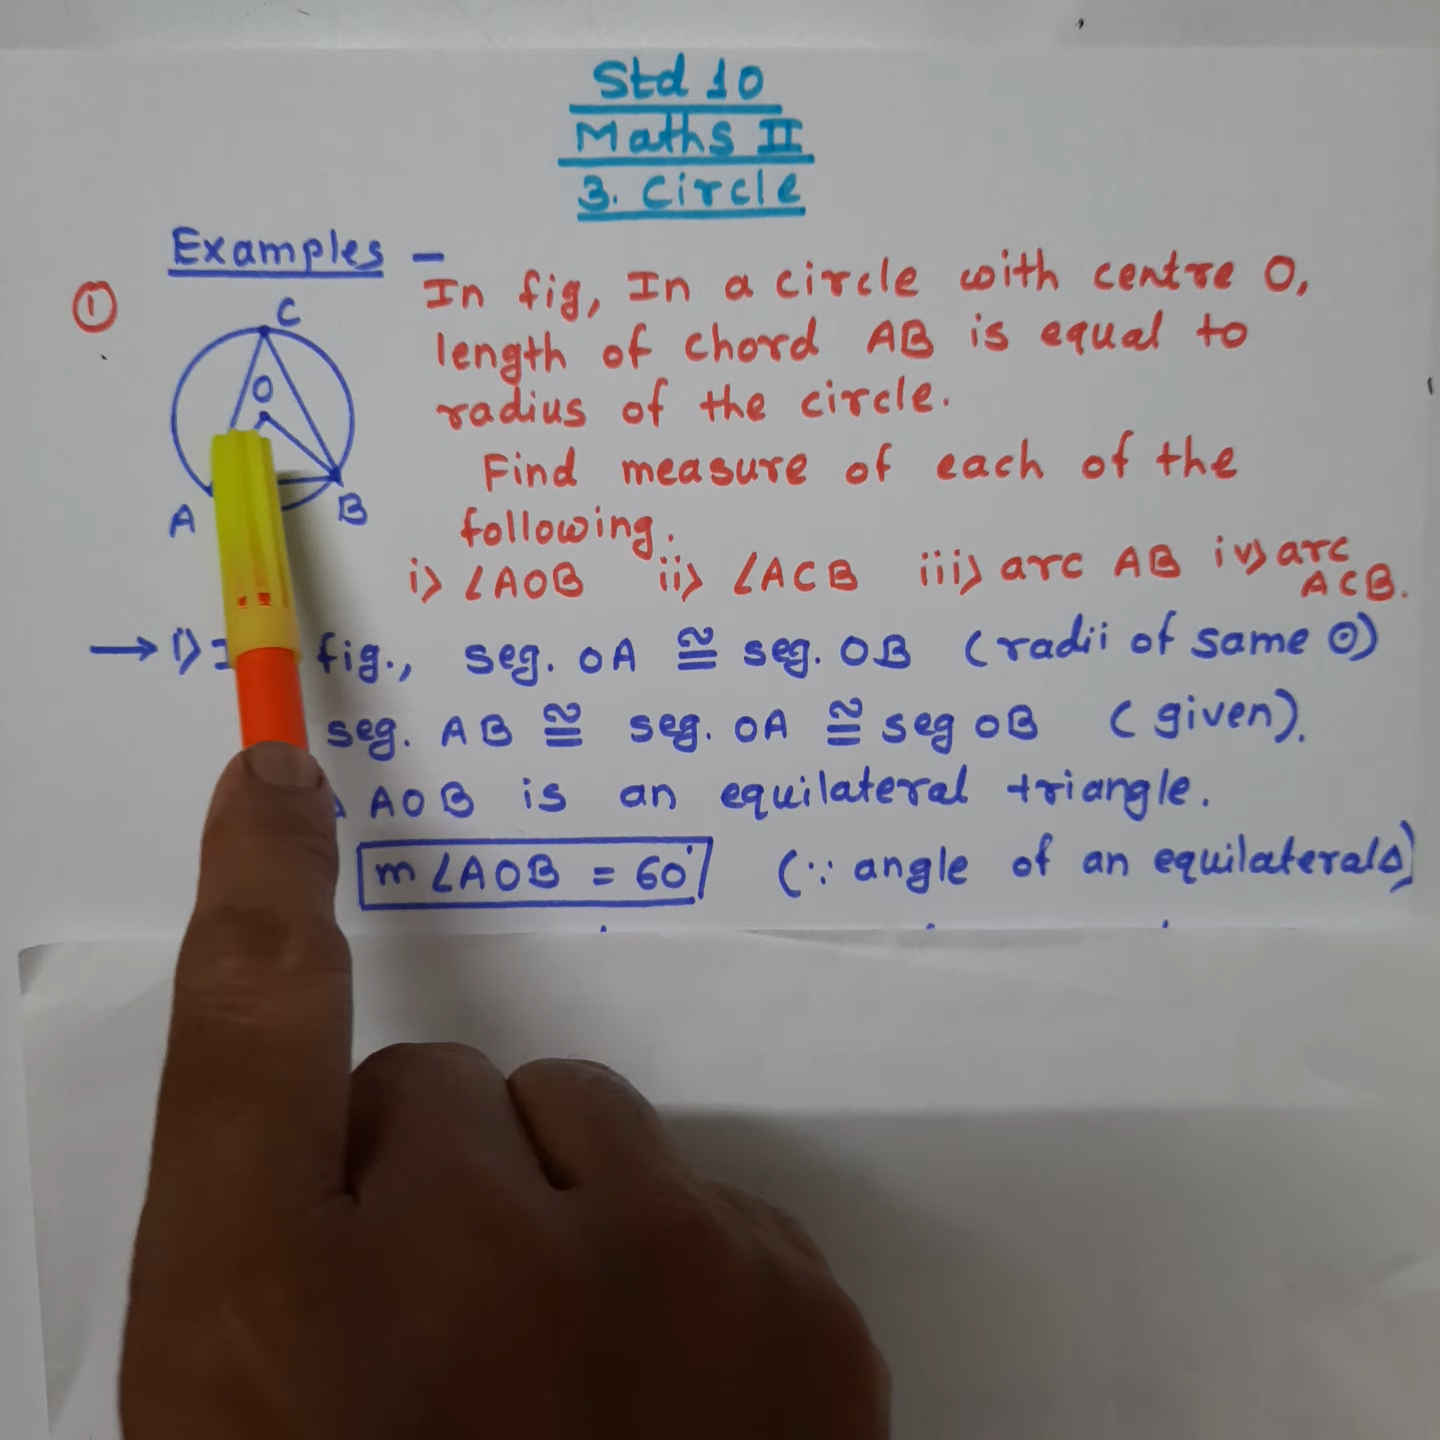 Std 10
Maths II
3. Circle
Examples –
① In fig, In a circle with centre O,
length of chord AB is equal to
radius of the circle.
Find measure of each of the
following.
i> ∠AOB ii> ∠ACB iii> arc AB iv> arc
ACB.
C
O
A
B
→ i) fig., seg. OA ≅ seg. OB (radii of same ⊙)
seg. AB ≅ seg. OA ≅ seg OB (given).
AOB is an equilateral triangle.
m∠AOB = 60° (∵ angle of an equilateral△)